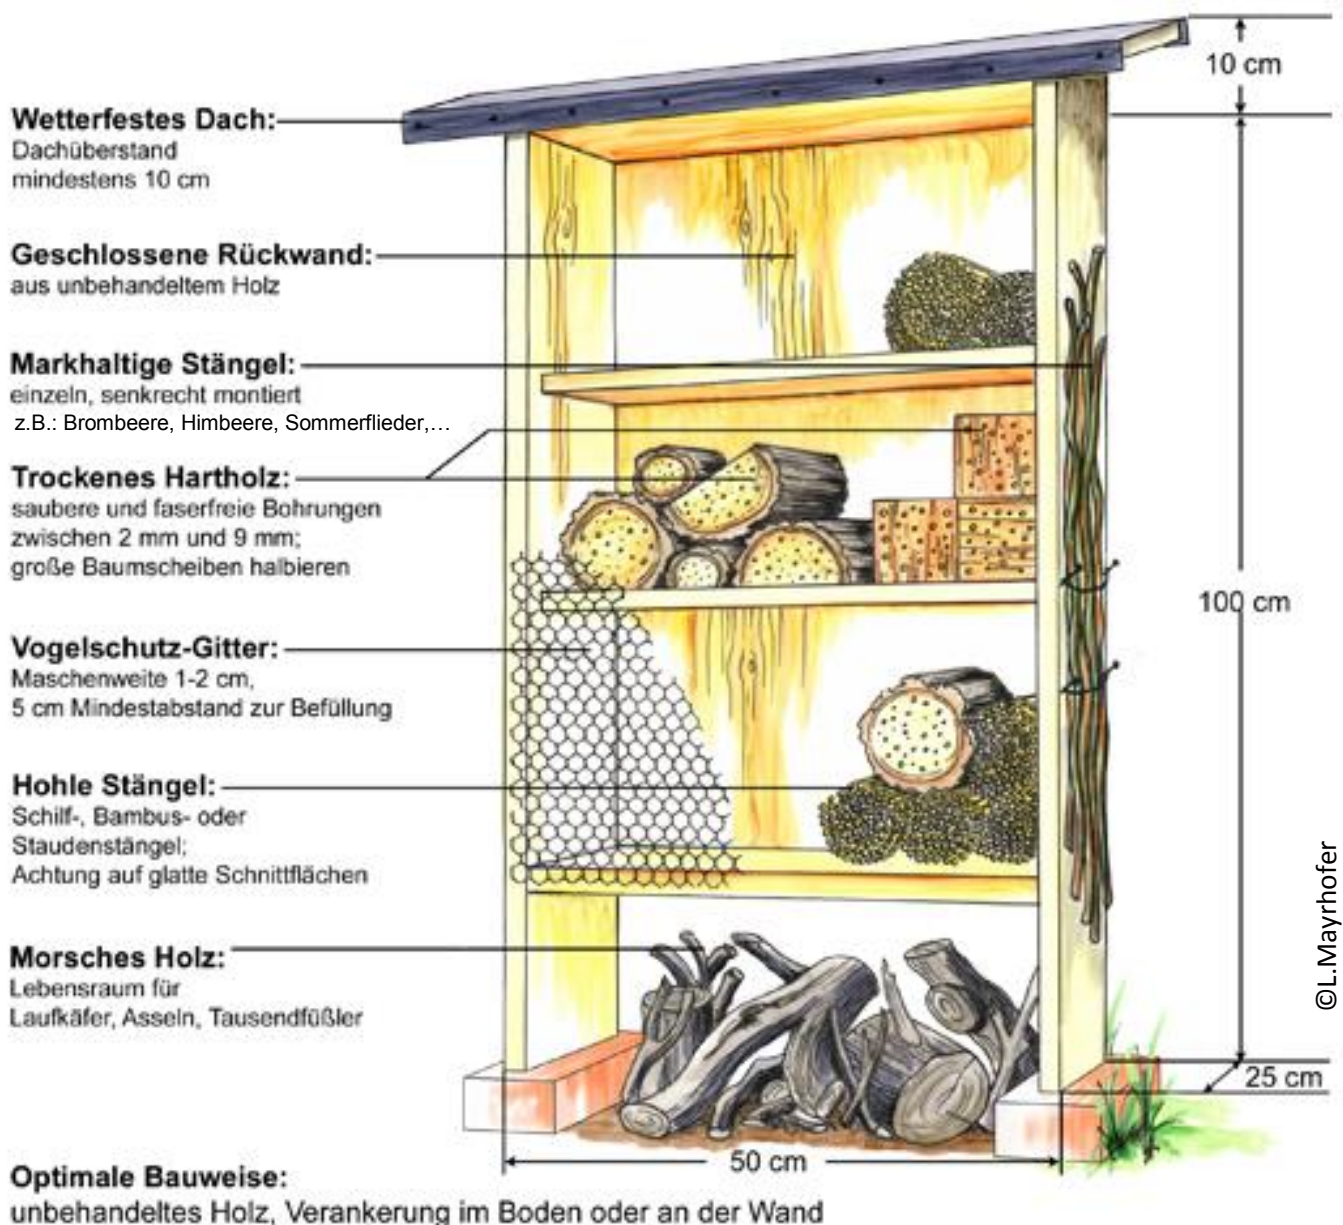 10 cm
Wetterfestes Dach:
Dachüberstand
mindestens 10 cm
Geschlossene Rückwand:
aus unbehandeltem Holz
Markhaltige Stängel:
einzeln, senkrecht montiert
z.B.: Brombeere, Himbeere, Sommerflieder,...
Trockenes Hartholz:
saubere und faserfreie Bohrungen
zwischen 2 mm und 9 mm;
große Baumscheiben halbieren
100 cm
Vogelschutz-Gitter:
Maschenweite 1-2 cm,
5 cm Mindestabstand zur Befüllung
Hohle Stängel:
Schilf-, Bambus- oder
Staudenstängel;
Achtung auf glatte Schnittflächen
©L.Mayrhofer
Morsches Holz:
Lebensraum für
Laufkäfer, Asseln, Tausendfüßler
25 cm
50 cm
Optimale Bauweise:
unbehandeltes Holz, Verankerung im Boden oder an der Wand